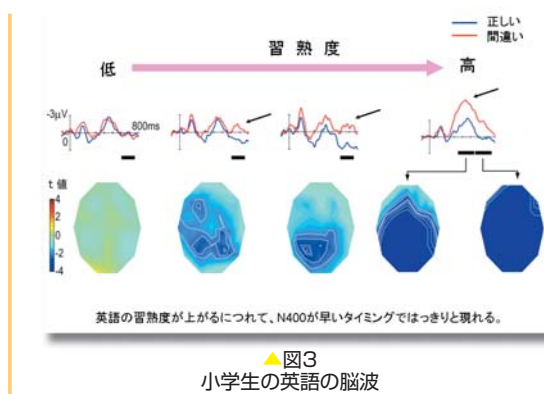 正しい
間違い
習熟度
低
高
-3μV
0
800ms
t 値
4
2
0
-2
-4
英語の習熟度が上がるにつれて、N400が早いタイミングではっきりと現れる。
▲図3
小学生の英語の脳波